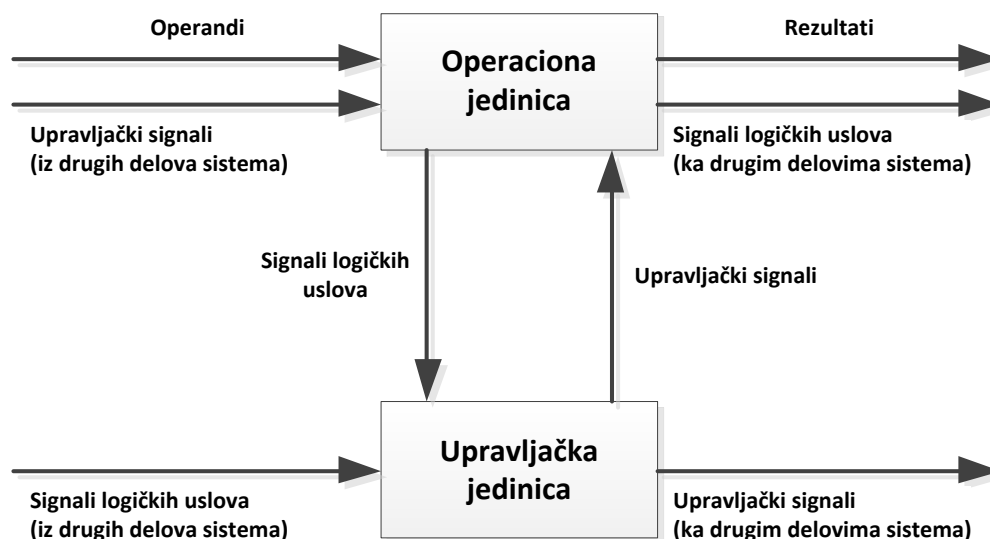 Operandi
Rezultati
Operaciona
jedinica
Upravljački signali
(iz drugih delova sistema)
Signali logičkih uslova
(ka drugim delovima sistema)
Signali logičkih
uslova
Upravljački signali
Upravljačka
jedinica
Signali logičkih uslova
(iz drugih delova sistema)
Upravljački signali
(ka drugim delovima sistema)